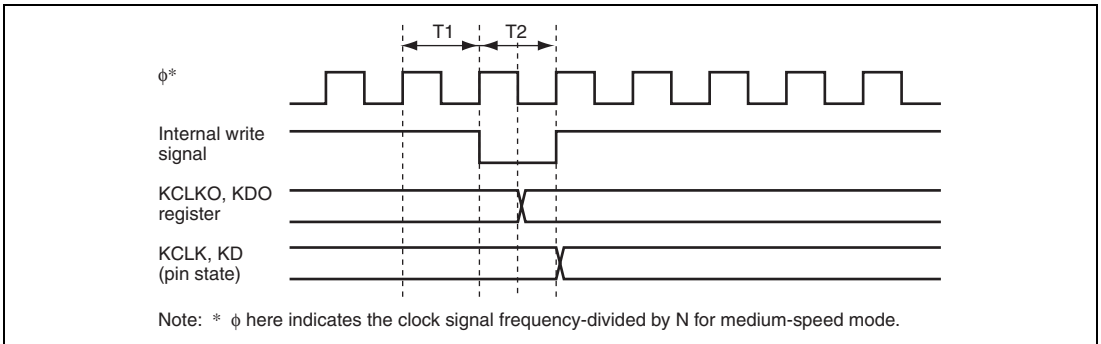 T1 T2
φ*
Internal write
signal
KCLKO, KDO
register
KCLK, KD
(pin state)
Note: * φ here indicates the clock signal frequency-divided by N for medium-speed mode.